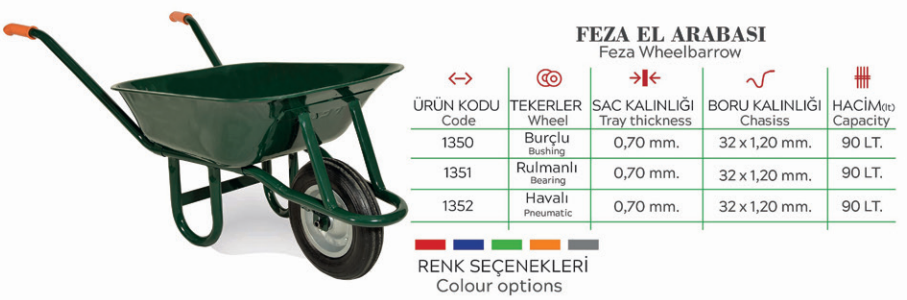 FEZA EL ARABASI
Feza Wheelbarrow
ÜRÜN KODU TEKERLER SAC KALINLIĞI BORU KALINLIĞI HACİM(lt)
Code Wheel Tray thickness Chasiss Capacity
1350 Burçlu 0,70 mm. 32 x 1,20 mm. 90 LT.
Bushing
1351 Rulmanlı 0,70 mm. 32 x 1,20 mm. 90 LT.
Bearing
1352 Havalı 0,70 mm. 32 x 1,20 mm. 90 LT.
Pneumatic
RENK SEÇENEKLERİ
Colour options